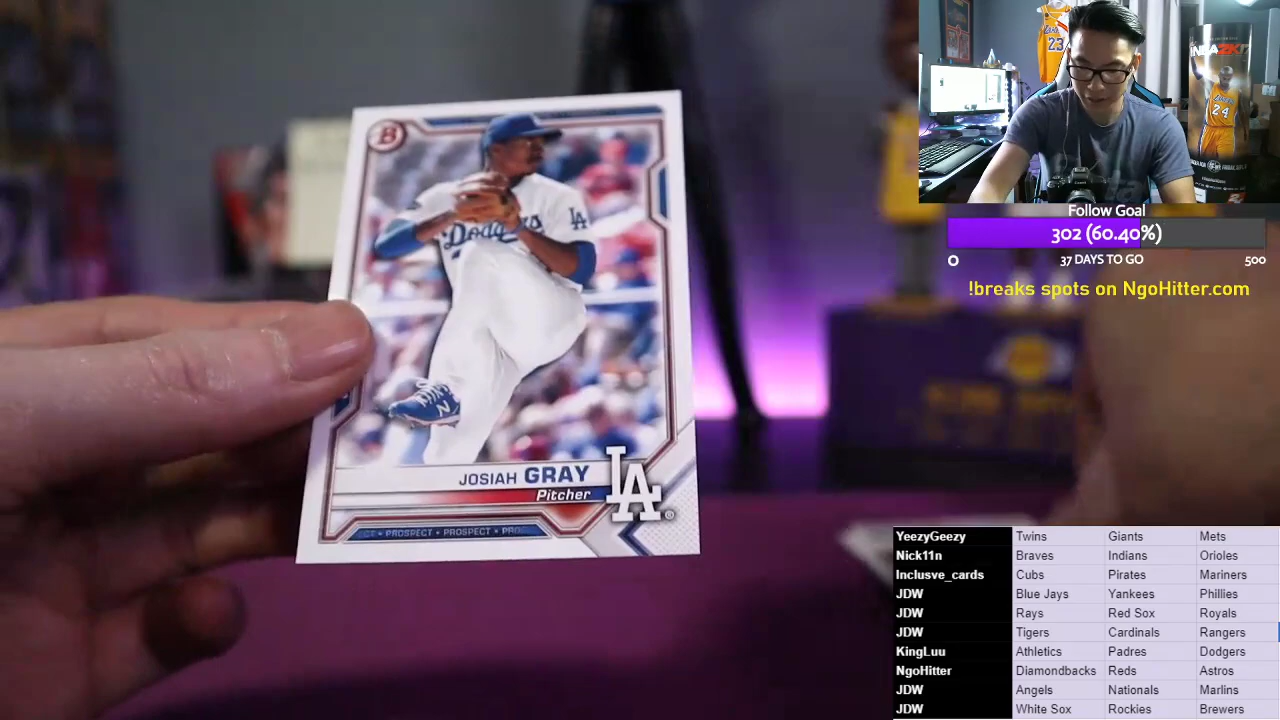 B
Dodgers
LA
N
JOSIAH GRAY
Pitcher
LA
PROSPECT • PROSPECT
23
NBA2K17
24
Follow Goal
302 (60.40%)
0 37 DAYS TO GO 500
!breaks spots on NgoHitter.com
YeezyGeezy Twins Giants Mets
Nick11n Braves Indians Orioles
Inclusve_cards Cubs Pirates Mariners
JDW Blue Jays Yankees Phillies
JDW Rays Red Sox Royals
JDW Tigers Cardinals Rangers
KingLuu Athletics Padres Dodgers
NgoHitter Diamondbacks Reds Astros
JDW Angels Nationals Marlins
JDW White Sox Rockies Brewers